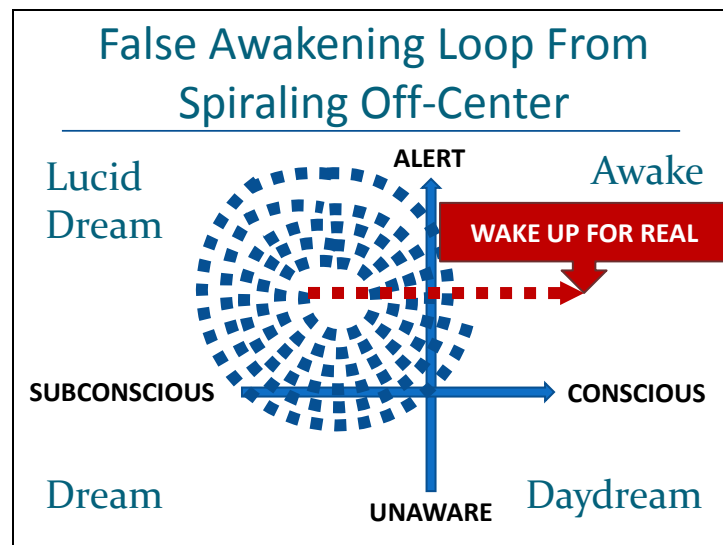 False Awakening Loop From
Spiraling Off-Center
ALERT
Lucid
Dream
Awake
WAKE UP FOR REAL
SUBCONSCIOUS
CONSCIOUS
Dream
UNAWARE
Daydream